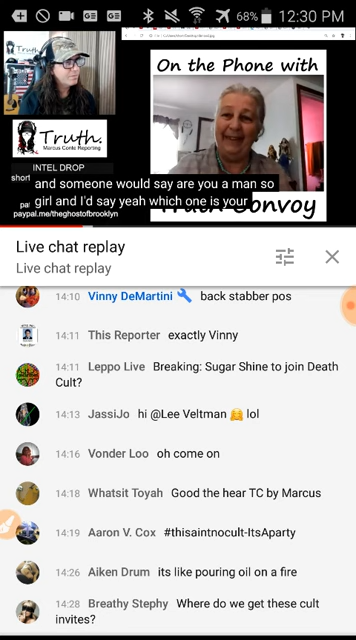 68% 12:30 PM
On the Phone with
Truth.
Marcus Conte Reporting
INTEL DROP
short
and someone would say are you a man so
girl and I'd say yeah which one is your
Convoy
paypal.me/theghostofbrooklyn
Live chat replay
Live chat replay
14:10 Vinny DeMartini 🔧 back stabber pos
14:11 This Reporter exactly Vinny
14:11 Leppo Live Breaking: Sugar Shine to join Death
Cult?
14:13 JassiJo hi @Lee Veltman 🤗 lol
14:16 Vonder Loo oh come on
14:18 Whatsit Toyah Good the hear TC by Marcus
14:19 Aaron V. Cox #thisaintnocult-ItsAparty
14:26 Aiken Drum its like pouring oil on a fire
14:28 Breathy Stephy Where do we get these cult
invites?